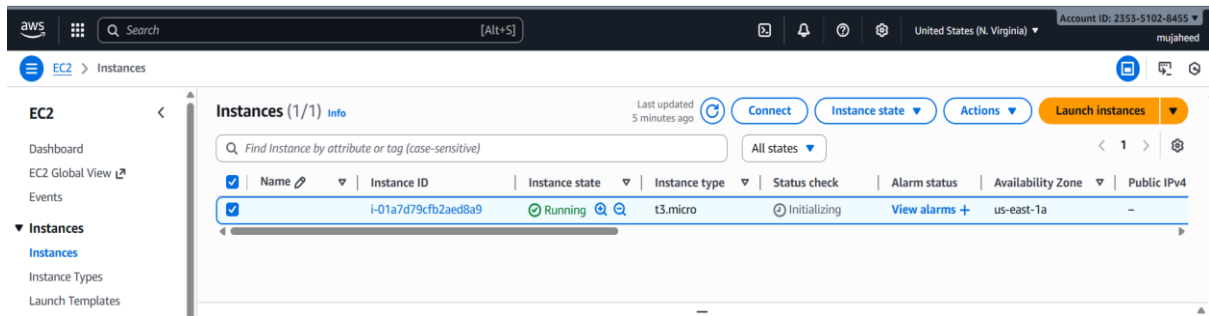 aws
Search
[Alt+S]
United States (N. Virginia)
Account ID: 2353-5102-8455
mujaheed
EC2 > Instances
EC2
Dashboard
EC2 Global View
Events
Instances
Instances
Instance Types
Launch Templates
Instances (1/1) Info
Last updated
5 minutes ago
Connect
Instance state
Actions
Launch instances
Find Instance by attribute or tag (case-sensitive)
All states
< 1 >
Name
Instance ID
Instance state
Instance type
Status check
Alarm status
Availability Zone
Public IPv4
i-01a7d79cfb2aed8a9
Running
t3.micro
Initializing
View alarms +
us-east-1a
–